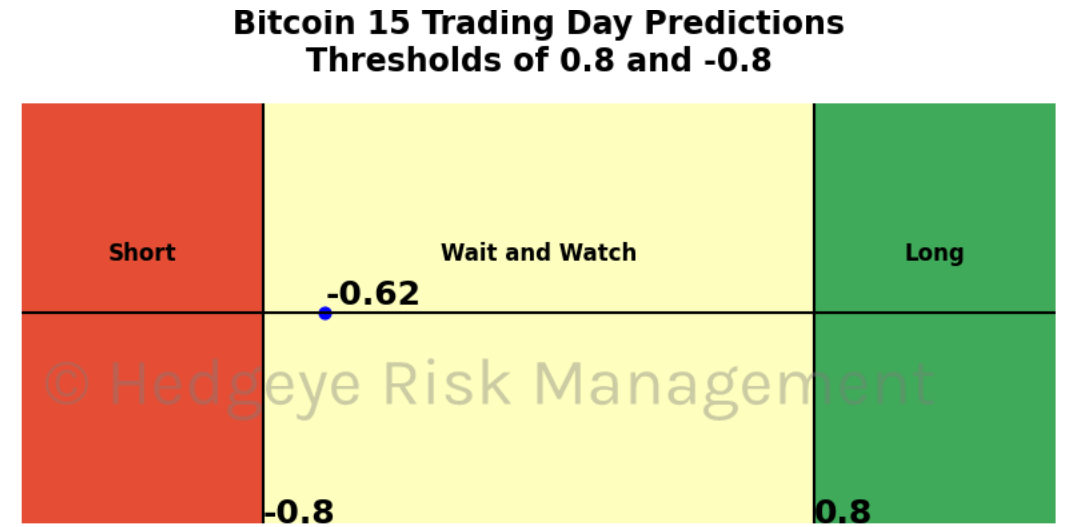 Bitcoin 15 Trading Day Predictions
Thresholds of 0.8 and -0.8
Short
Wait and Watch
Long
-0.62
© Hedgeye Risk Management
-0.8
0.8